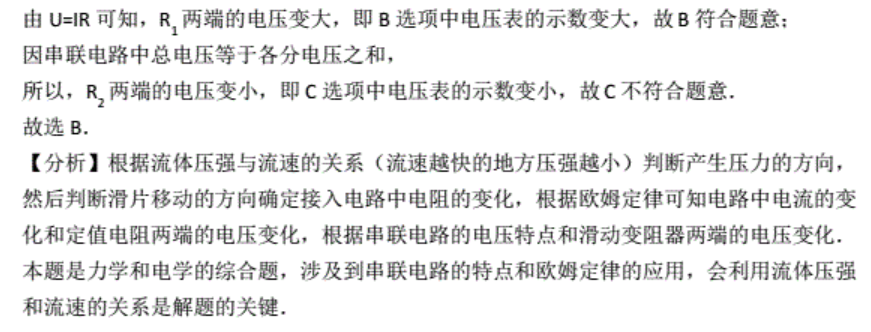 由 U=IR 可知，R₁两端的电压变大，即 B 选项中电压表的示数变大，故 B 符合题意；
因串联电路中总电压等于各分电压之和，
所以，R₂两端的电压变小，即 C 选项中电压表的示数变小，故 C 不符合题意．
故选 B．
【分析】根据流体压强与流速的关系（流速越快的地方压强越小）判断产生压力的方向，
然后判断滑片移动的方向确定接入电路中电阻的变化，根据欧姆定律可知电路中电流的变
化和定值电阻两端的电压变化，根据串联电路的电压特点和滑动变阻器两端的电压变化．
本题是力学和电学的综合题，涉及到串联电路的特点和欧姆定律的应用，会利用流体压强
和流速的关系是解题的关键．